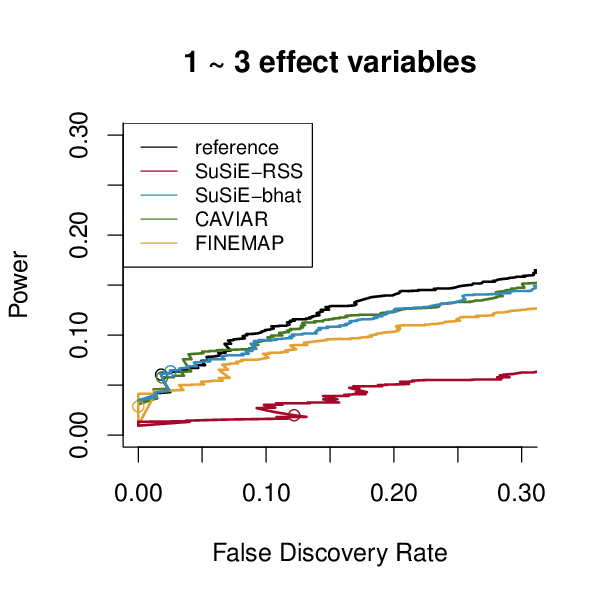 1 ~ 3 effect variables
reference
SuSiE−RSS
SuSiE−bhat
CAVIAR
FINEMAP
Power
0.30
0.20
0.10
0.00
0.00 0.10 0.20 0.30
False Discovery Rate